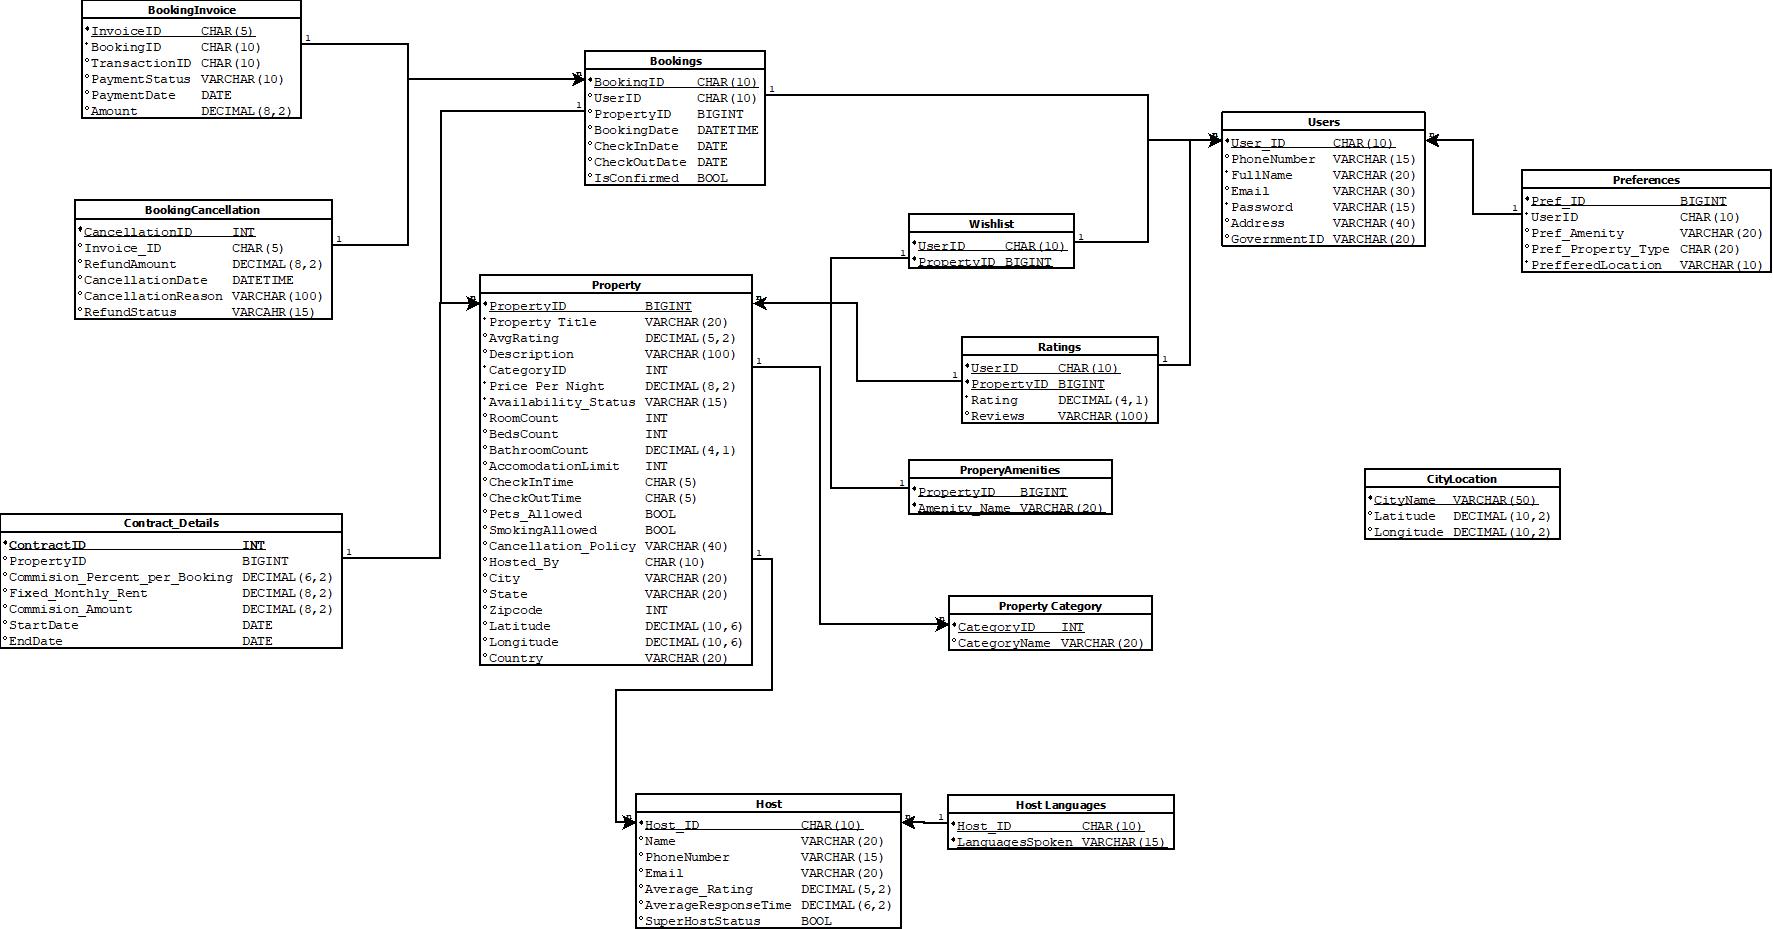 BookingInvoice
InvoiceID CHAR(5)
BookingID CHAR(10)
TransactionID CHAR(10)
PaymentStatus VARCHAR(10)
PaymentDate DATE
Amount DECIMAL(8,2)
1
Bookings
BookingID CHAR(10)
UserID CHAR(10)
PropertyID BIGINT
BookingDate DATETIME
CheckInDate DATE
CheckOutDate DATE
IsConfirmed BOOL
1
1
Users
User_ID CHAR(10)
PhoneNumber VARCHAR(15)
FullName VARCHAR(20)
Email VARCHAR(30)
Password VARCHAR(15)
Address VARCHAR(40)
GovernmentID VARCHAR(20)
Preferences
Pref_ID BIGINT
UserID CHAR(10)
Pref_Amenity VARCHAR(20)
Pref_Property_Type CHAR(20)
PrefferedLocation VARCHAR(10)
1
BookingCancellation
CancellationID INT
Invoice_ID CHAR(5)
RefundAmount DECIMAL(8,2)
CancellationDate DATETIME
CancellationReason VARCHAR(100)
RefundStatus VARCAHR(15)
1
Wishlist
UserID CHAR(10)
PropertyID BIGINT
1
1
Property
PropertyID BIGINT
Property Title VARCHAR(20)
AvgRating DECIMAL(5,2)
Description VARCHAR(100)
CategoryID INT
Price Per Night DECIMAL(8,2)
Availability_Status VARCHAR(15)
RoomCount INT
BedsCount INT
BathroomCount DECIMAL(4,1)
AccomodationLimit INT
CheckInTime CHAR(5)
CheckOutTime CHAR(5)
Pets_Allowed BOOL
SmokingAllowed BOOL
Cancellation_Policy VARCHAR(40)
Hosted_By CHAR(10)
City VARCHAR(20)
State VARCHAR(20)
Zipcode INT
Latitude DECIMAL(10,6)
Longitude DECIMAL(10,6)
Country VARCHAR(20)
1
1
Ratings
UserID CHAR(10)
PropertyID BIGINT
Rating DECIMAL(4,1)
Reviews VARCHAR(100)
1
1
ProperyAmenities
PropertyID BIGINT
Amenity_Name VARCHAR(20)
1
CityLocation
CityName VARCHAR(50)
Latitude DECIMAL(10,2)
Longitude DECIMAL(10,2)
Contract_Details
ContractID INT
PropertyID BIGINT
Commision_Percent_per_Booking DECIMAL(6,2)
Fixed_Monthly_Rent DECIMAL(8,2)
Commision_Amount DECIMAL(8,2)
StartDate DATE
EndDate DATE
1
Property Category
CategoryID INT
CategoryName VARCHAR(20)
Host
Host_ID CHAR(10)
Name VARCHAR(20)
PhoneNumber VARCHAR(15)
Email VARCHAR(20)
Average_Rating DECIMAL(5,2)
AverageResponseTime DECIMAL(6,2)
SuperHostStatus BOOL
Host Languages
Host_ID CHAR(10)
LanguagesSpoken VARCHAR(15)
1